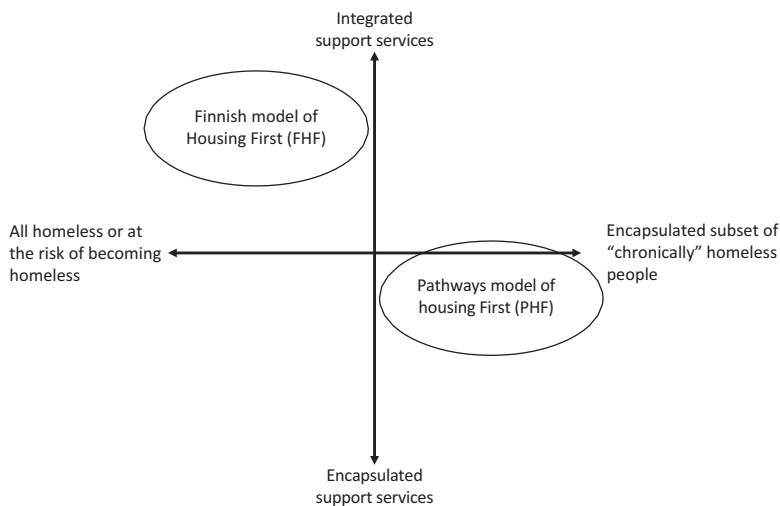 Integrated
support services
Finnish model of
Housing First (FHF)
All homeless or at
the risk of becoming
homeless
Encapsulated subset of
“chronically” homeless
people
Pathways model of
housing First (PHF)
Encapsulated
support services